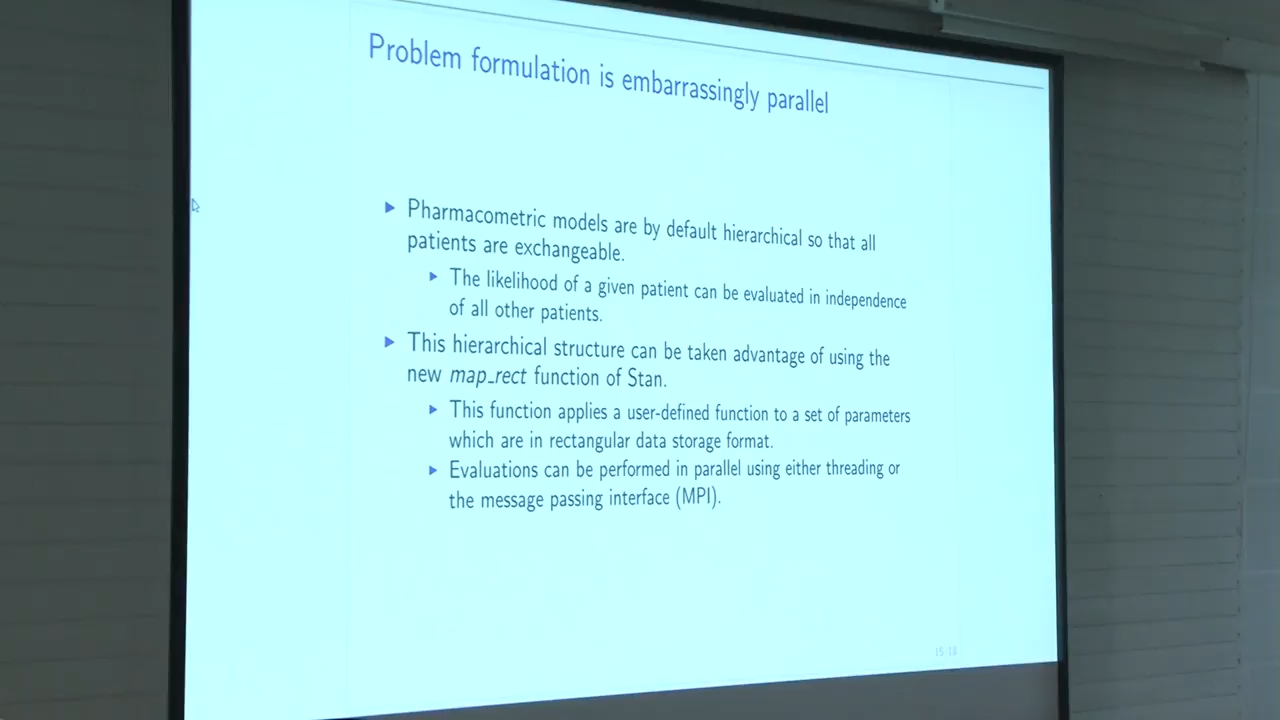 Problem formulation is embarrassingly parallel
Pharmacometric models are by default hierarchical so that all
patients are exchangeable.
The likelihood of a given patient can be evaluated in independence
of all other patients.
This hierarchical structure can be taken advantage of using the
new map_rect function of Stan.
This function applies a user-defined function to a set of parameters
which are in rectangular data storage format.
Evaluations can be performed in parallel using either threading or
the message passing interface (MPI).
15/18